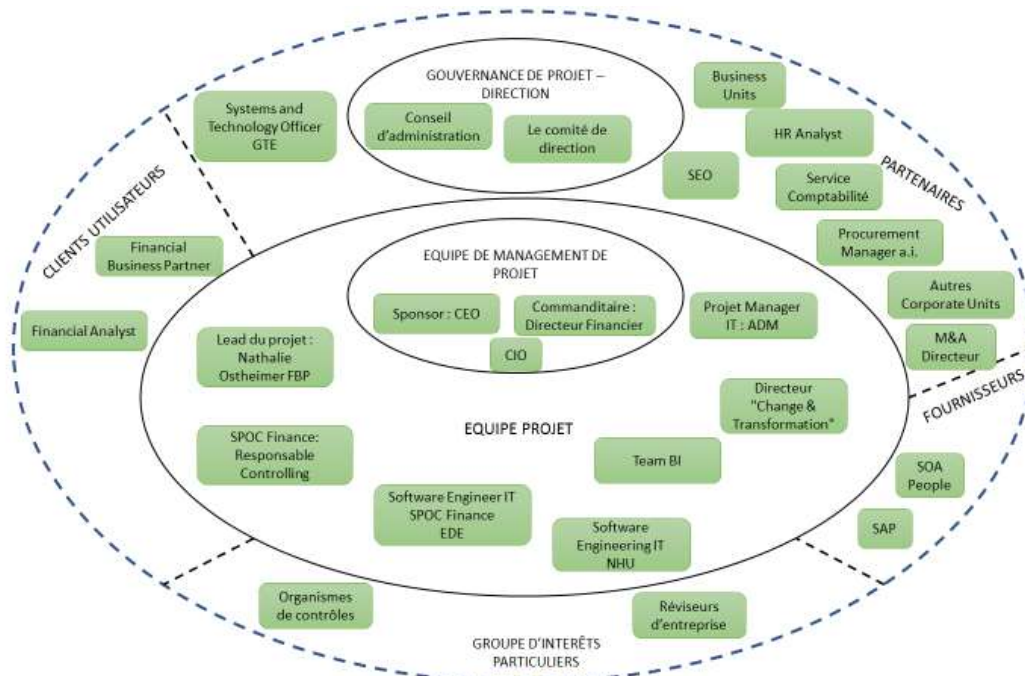 GOUVERNANCE DE PROJET –
DIRECTION
Conseil
d'administration
Le comité de
direction
Systems and
Technology Officer
GTE
Business
Units
HR Analyst
SEO
Service
Comptabilité
PARTENAIRES
Procurement
Manager a.i.
Autres
Corporate Units
M&A
Directeur
CLIENTS UTILISATEURS
Financial
Business Partner
Financial Analyst
EQUIPE DE MANAGEMENT DE
PROJET
Sponsor : CEO
Commanditaire :
Directeur Financier
CIO
Projet Manager
IT : ADM
Lead du projet :
Nathalie
Ostheimer FBP
Directeur
"Change &
Transformation"
EQUIPE PROJET
SPOC Finance:
Responsable
Controlling
Team BI
Software Engineer IT
SPOC Finance
EDE
Software
Engineering IT
NHU
FOURNISSEURS
SOA
People
SAP
Organismes
de contrôles
Réviseurs
d'entreprise
GROUPE D'INTERÊTS
PARTICULIERS